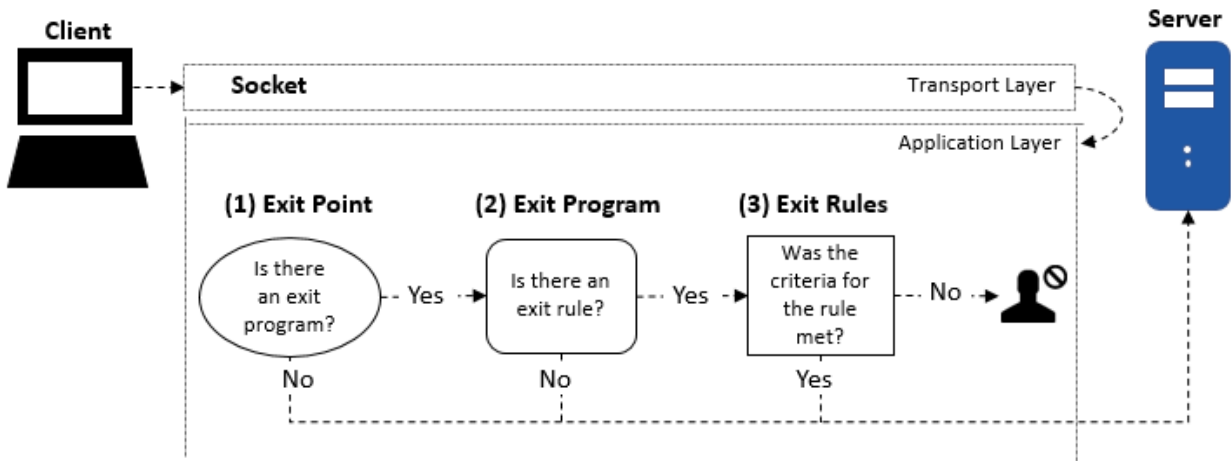 Client
Server
Socket
Transport Layer
Application Layer
(1) Exit Point
(2) Exit Program
(3) Exit Rules
Is there
an exit
program?
Yes
Is there an
exit rule?
Yes
Was the
criteria for
the rule
met?
No
No
No
Yes